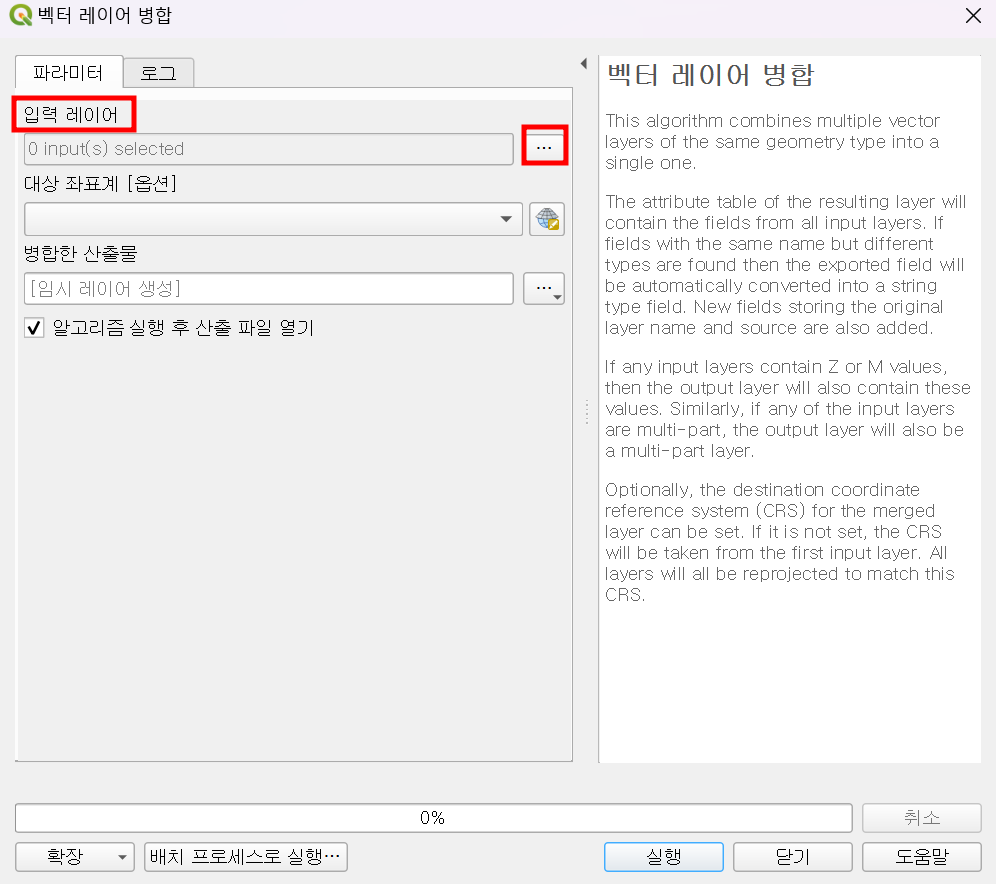 벡터 레이어 병합
파라미터
로그
입력 레이어
0 input(s) selected
...
대상 좌표계 [옵션]
병합한 산출물
[임시 레이어 생성]
...
알고리즘 실행 후 산출 파일 열기
벡터 레이어 병합
This algorithm combines multiple vector
layers of the same geometry type into a
single one.
The attribute table of the resulting layer will
contain the fields from all input layers. If
fields with the same name but different
types are found then the exported field will
be automatically converted into a string
type field. New fields storing the original
layer name and source are also added.
If any input layers contain Z or M values,
then the output layer will also contain these
values. Similarly, if any of the input layers
are multi-part, the output layer will also be
a multi-part layer.
Optionally, the destination coordinate
reference system (CRS) for the merged
layer can be set. If it is not set, the CRS
will be taken from the first input layer. All
layers will all be reprojected to match this
CRS.
0%
취소
확장
배치 프로세스로 실행...
실행
닫기
도움말